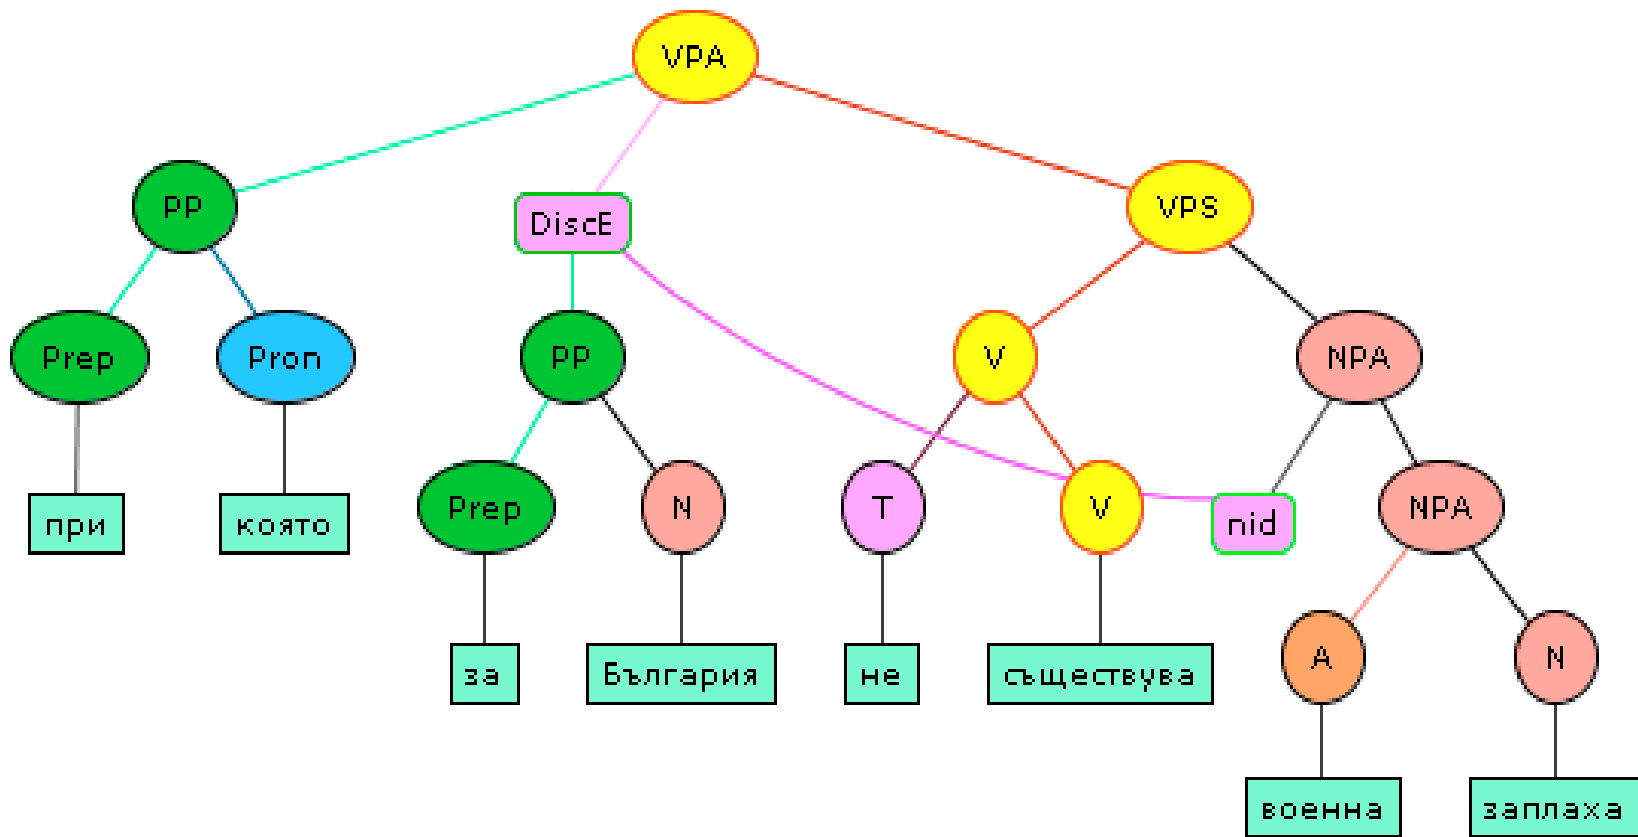 VPA
PP
DiscE
VPS
Prep
Pron
PP
V
NPA
при
която
Prep
N
T
V
nid
NPA
за
България
не
съществува
A
N
военна
заплаха